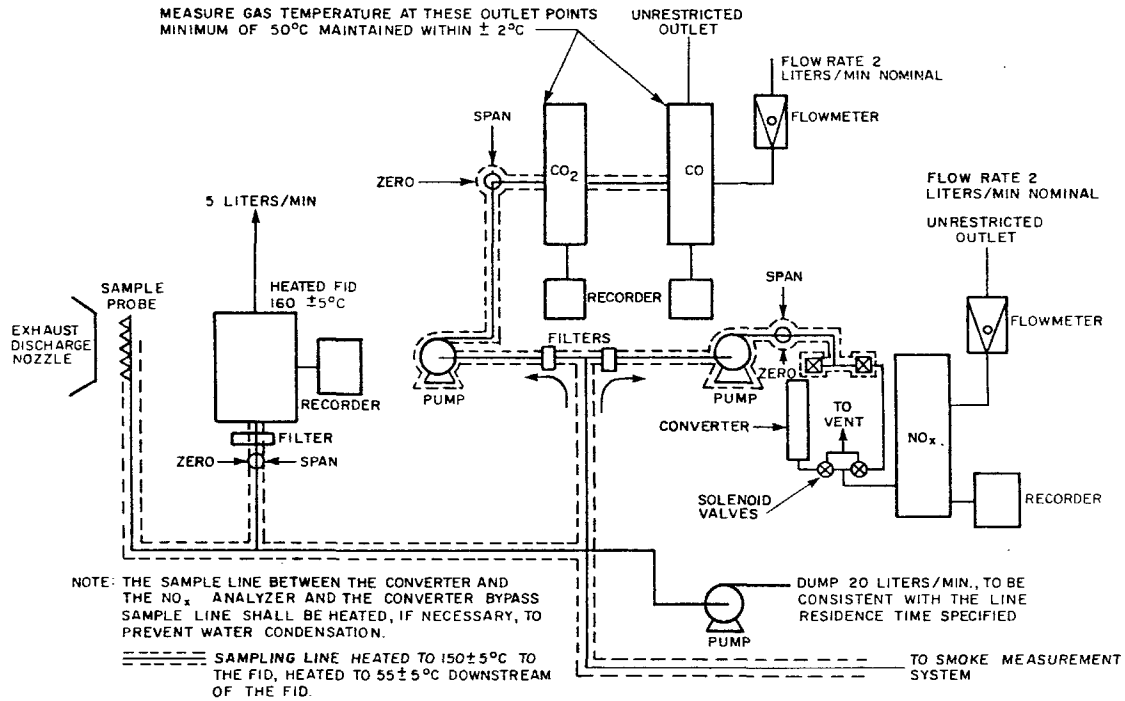 MEASURE GAS TEMPERATURE AT THESE OUTLET POINTS
MINIMUM OF 50°C MAINTAINED WITHIN ± 2°C
UNRESTRICTED
OUTLET
FLOW RATE 2
LITERS/MIN NOMINAL
FLOWMETER
SPAN
ZERO
CO2
CO
5 LITERS/MIN
FLOW RATE 2
LITERS/MIN NOMINAL
UNRESTRICTED
OUTLET
SAMPLE
PROBE
HEATED FID
160 ±5°C
RECORDER
SPAN
EXHAUST
DISCHARGE
NOZZLE
FILTERS
FLOWMETER
ZERO
RECORDER
PUMP
PUMP
TO
VENT
CONVERTER
NOx
FILTER
ZERO
SPAN
SOLENOID
VALVES
RECORDER
NOTE: THE SAMPLE LINE BETWEEN THE CONVERTER AND
THE NOx ANALYZER AND THE CONVERTER BYPASS
SAMPLE LINE SHALL BE HEATED, IF NECESSARY, TO
PREVENT WATER CONDENSATION.
DUMP 20 LITERS/MIN., TO BE
CONSISTENT WITH THE LINE
RESIDENCE TIME SPECIFIED
PUMP
SAMPLING LINE HEATED TO 150±5°C TO
THE FID, HEATED TO 55±5°C DOWNSTREAM
OF THE FID.
TO SMOKE MEASUREMENT
SYSTEM